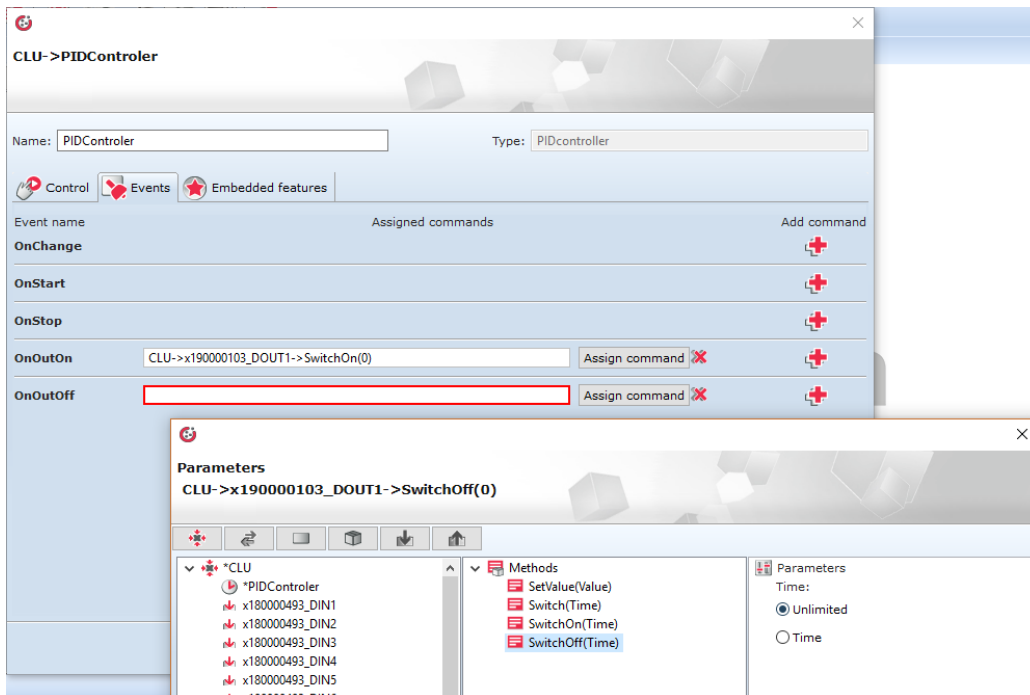 CLU->PIDControler
Name: PIDControler Type: PIDcontroller
Control Events Embedded features
Event name Assigned commands Add command
OnChange
OnStart
OnStop
OnOutOn CLU->x190000103_DOUT1->SwitchOn(0) Assign command
OnOutOff Assign command
Parameters
CLU->x190000103_DOUT1->SwitchOff(0)
*CLU Methods Parameters
*PIDControler SetValue(Value) Time:
x180000493_DIN1 Switch(Time) Unlimited
x180000493_DIN2 SwitchOn(Time)
x180000493_DIN3 SwitchOff(Time) Time
x180000493_DIN4
x180000493_DIN5